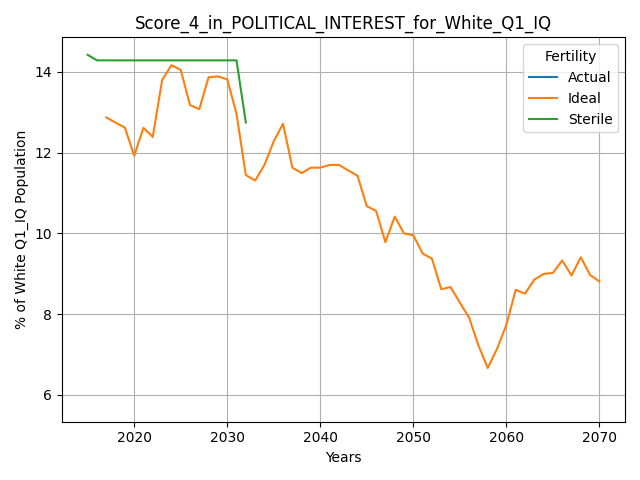 Score_4_in_POLITICAL_INTEREST_for_White_Q1_IQ
Fertility
Actual
Ideal
Sterile
% of White Q1_IQ Population
14
12
10
8
6
2020 2030 2040 2050 2060 2070
Years